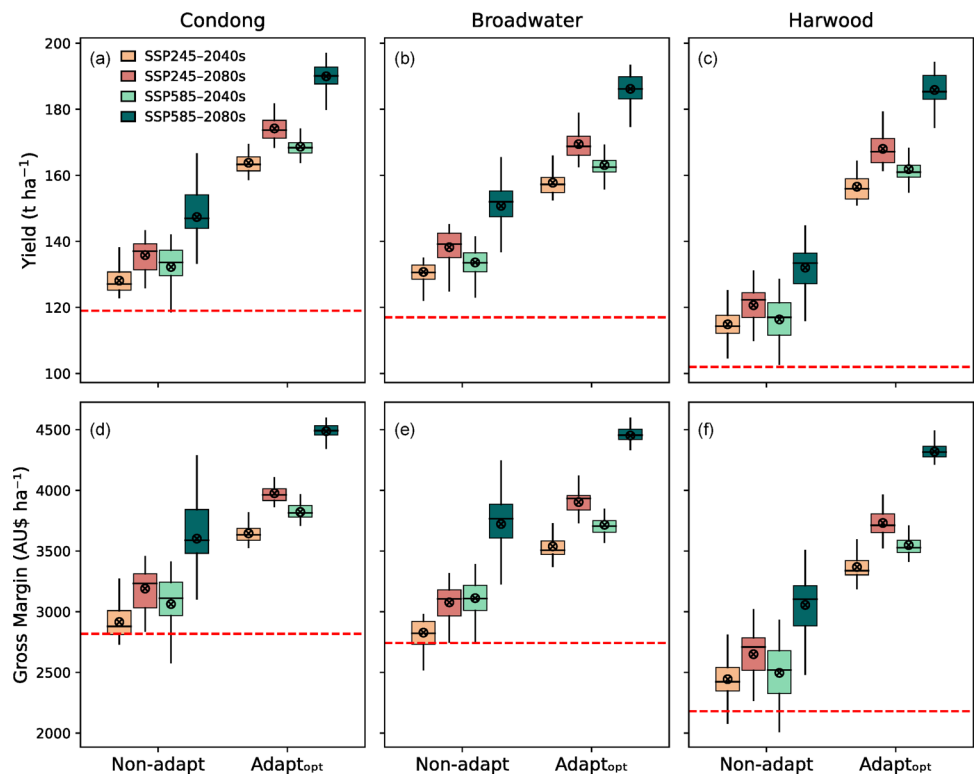 Condong
Broadwater
Harwood
(a)
SSP245–2040s
SSP245–2080s
SSP585–2040s
SSP585–2080s
(b)
(c)
Yield (t ha⁻¹)
200
180
160
140
120
100
(d)
(e)
(f)
Gross Margin (AU$ ha⁻¹)
4500
4000
3500
3000
2500
2000
Non-adapt
Adaptₒₚₜ
Non-adapt
Adaptₒₚₜ
Non-adapt
Adaptₒₚₜ